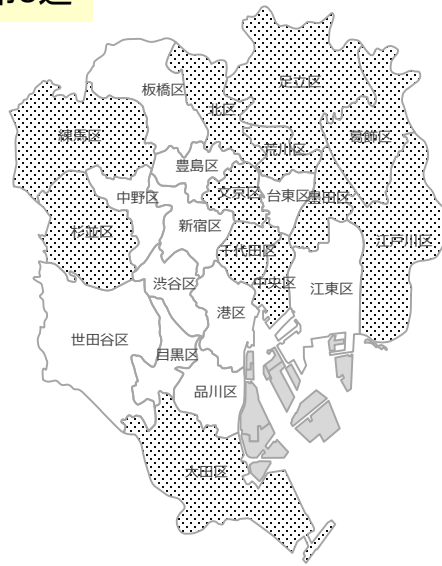 板橋区
足立区
北区
練馬区
荒川区
葛飾区
豊島区
文京区
台東区
墨田区
中野区
新宿区
杉並区
千代田区
江戸川区
渋谷区
中央区
港区
江東区
世田谷区
目黒区
品川区
大田区